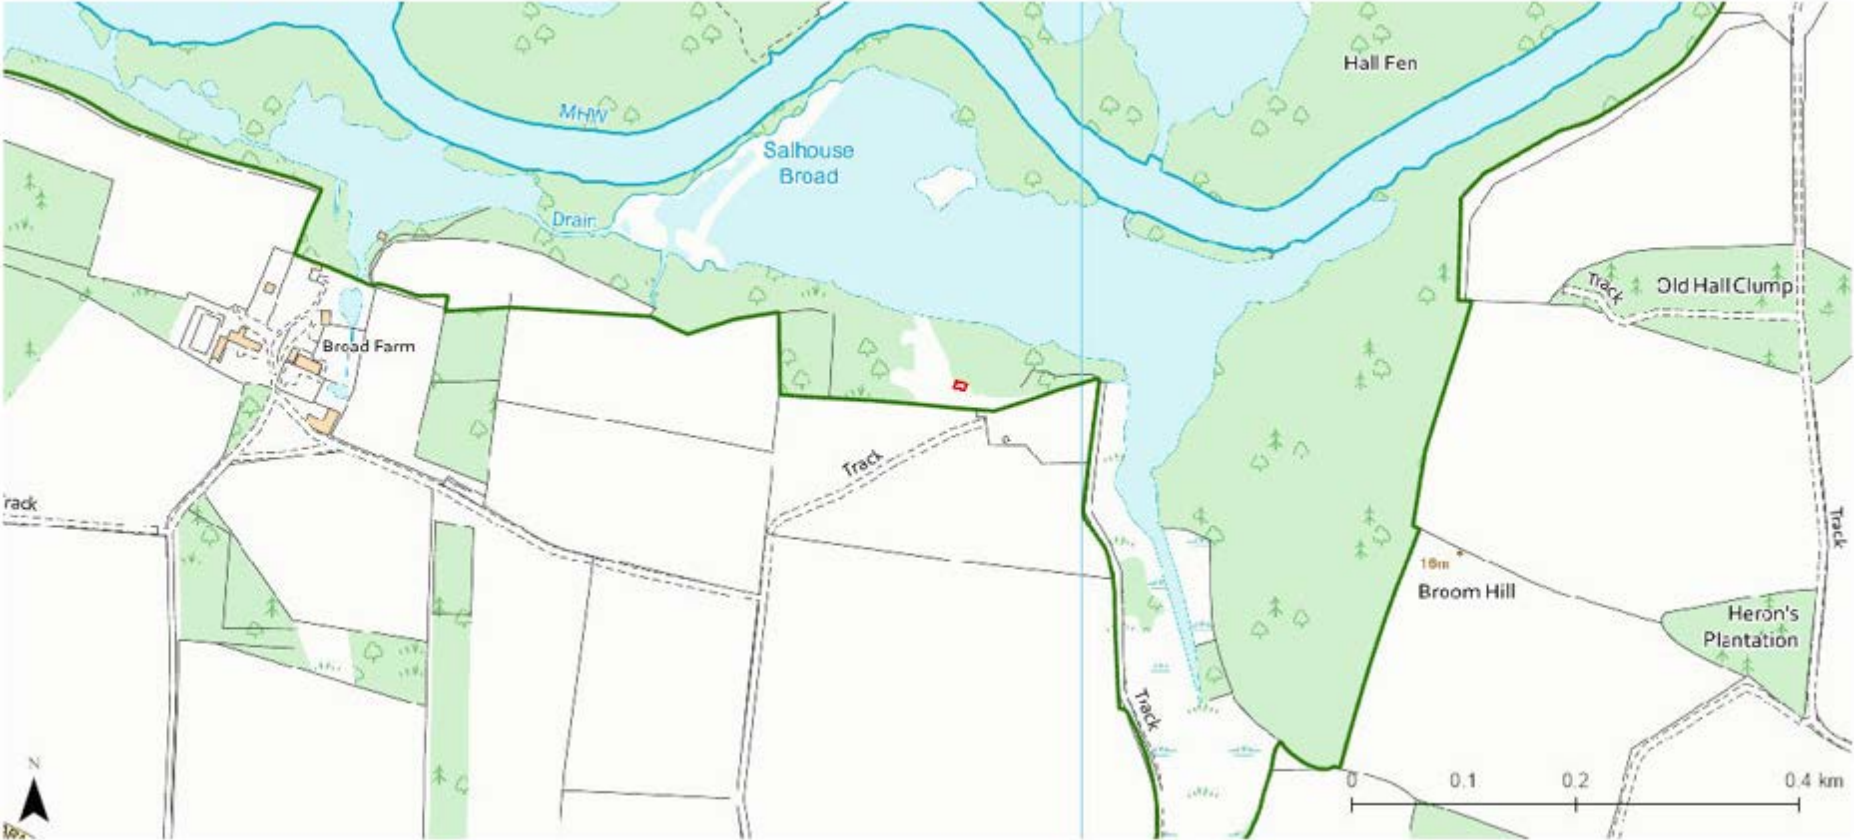 Hall Fen
MHW
Salhouse
Broad
Drain
Track
Old Hall Clump
Broad Farm
Track
rack
Track
16m
Broom Hill
Heron's
Plantation
Track
N
0 0.1 0.2 0.4 km